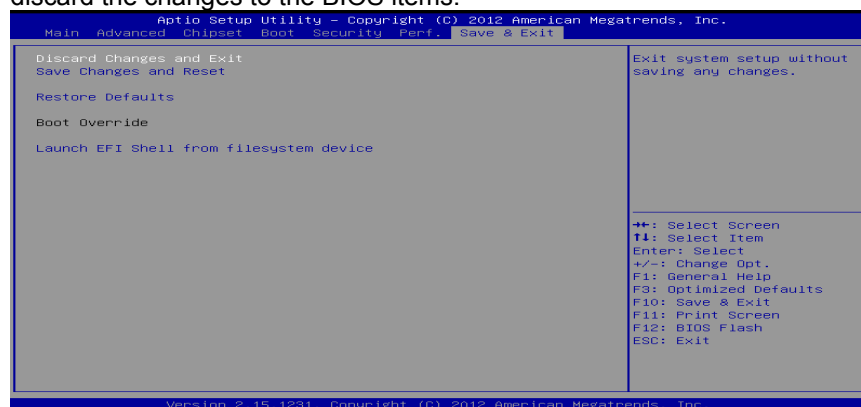 discard the changes to the BIOS items.
Aptio Setup Utility – Copyright (C) 2012 American Megatrends, Inc.
Main Advanced Chipset Boot Security Perf. Save & Exit
Discard Changes and Exit
Save Changes and Reset
Restore Defaults
Boot Override
Launch EFI Shell from filesystem device
Exit system setup without
saving any changes.
→←: Select Screen
↑↓: Select Item
Enter: Select
+/-: Change Opt.
F1: General Help
F3: Optimized Defaults
F10: Save & Exit
F11: Print Screen
F12: BIOS Flash
ESC: Exit
Version 2.15.1231. Copyright (C) 2012 American Megatrends, Inc.